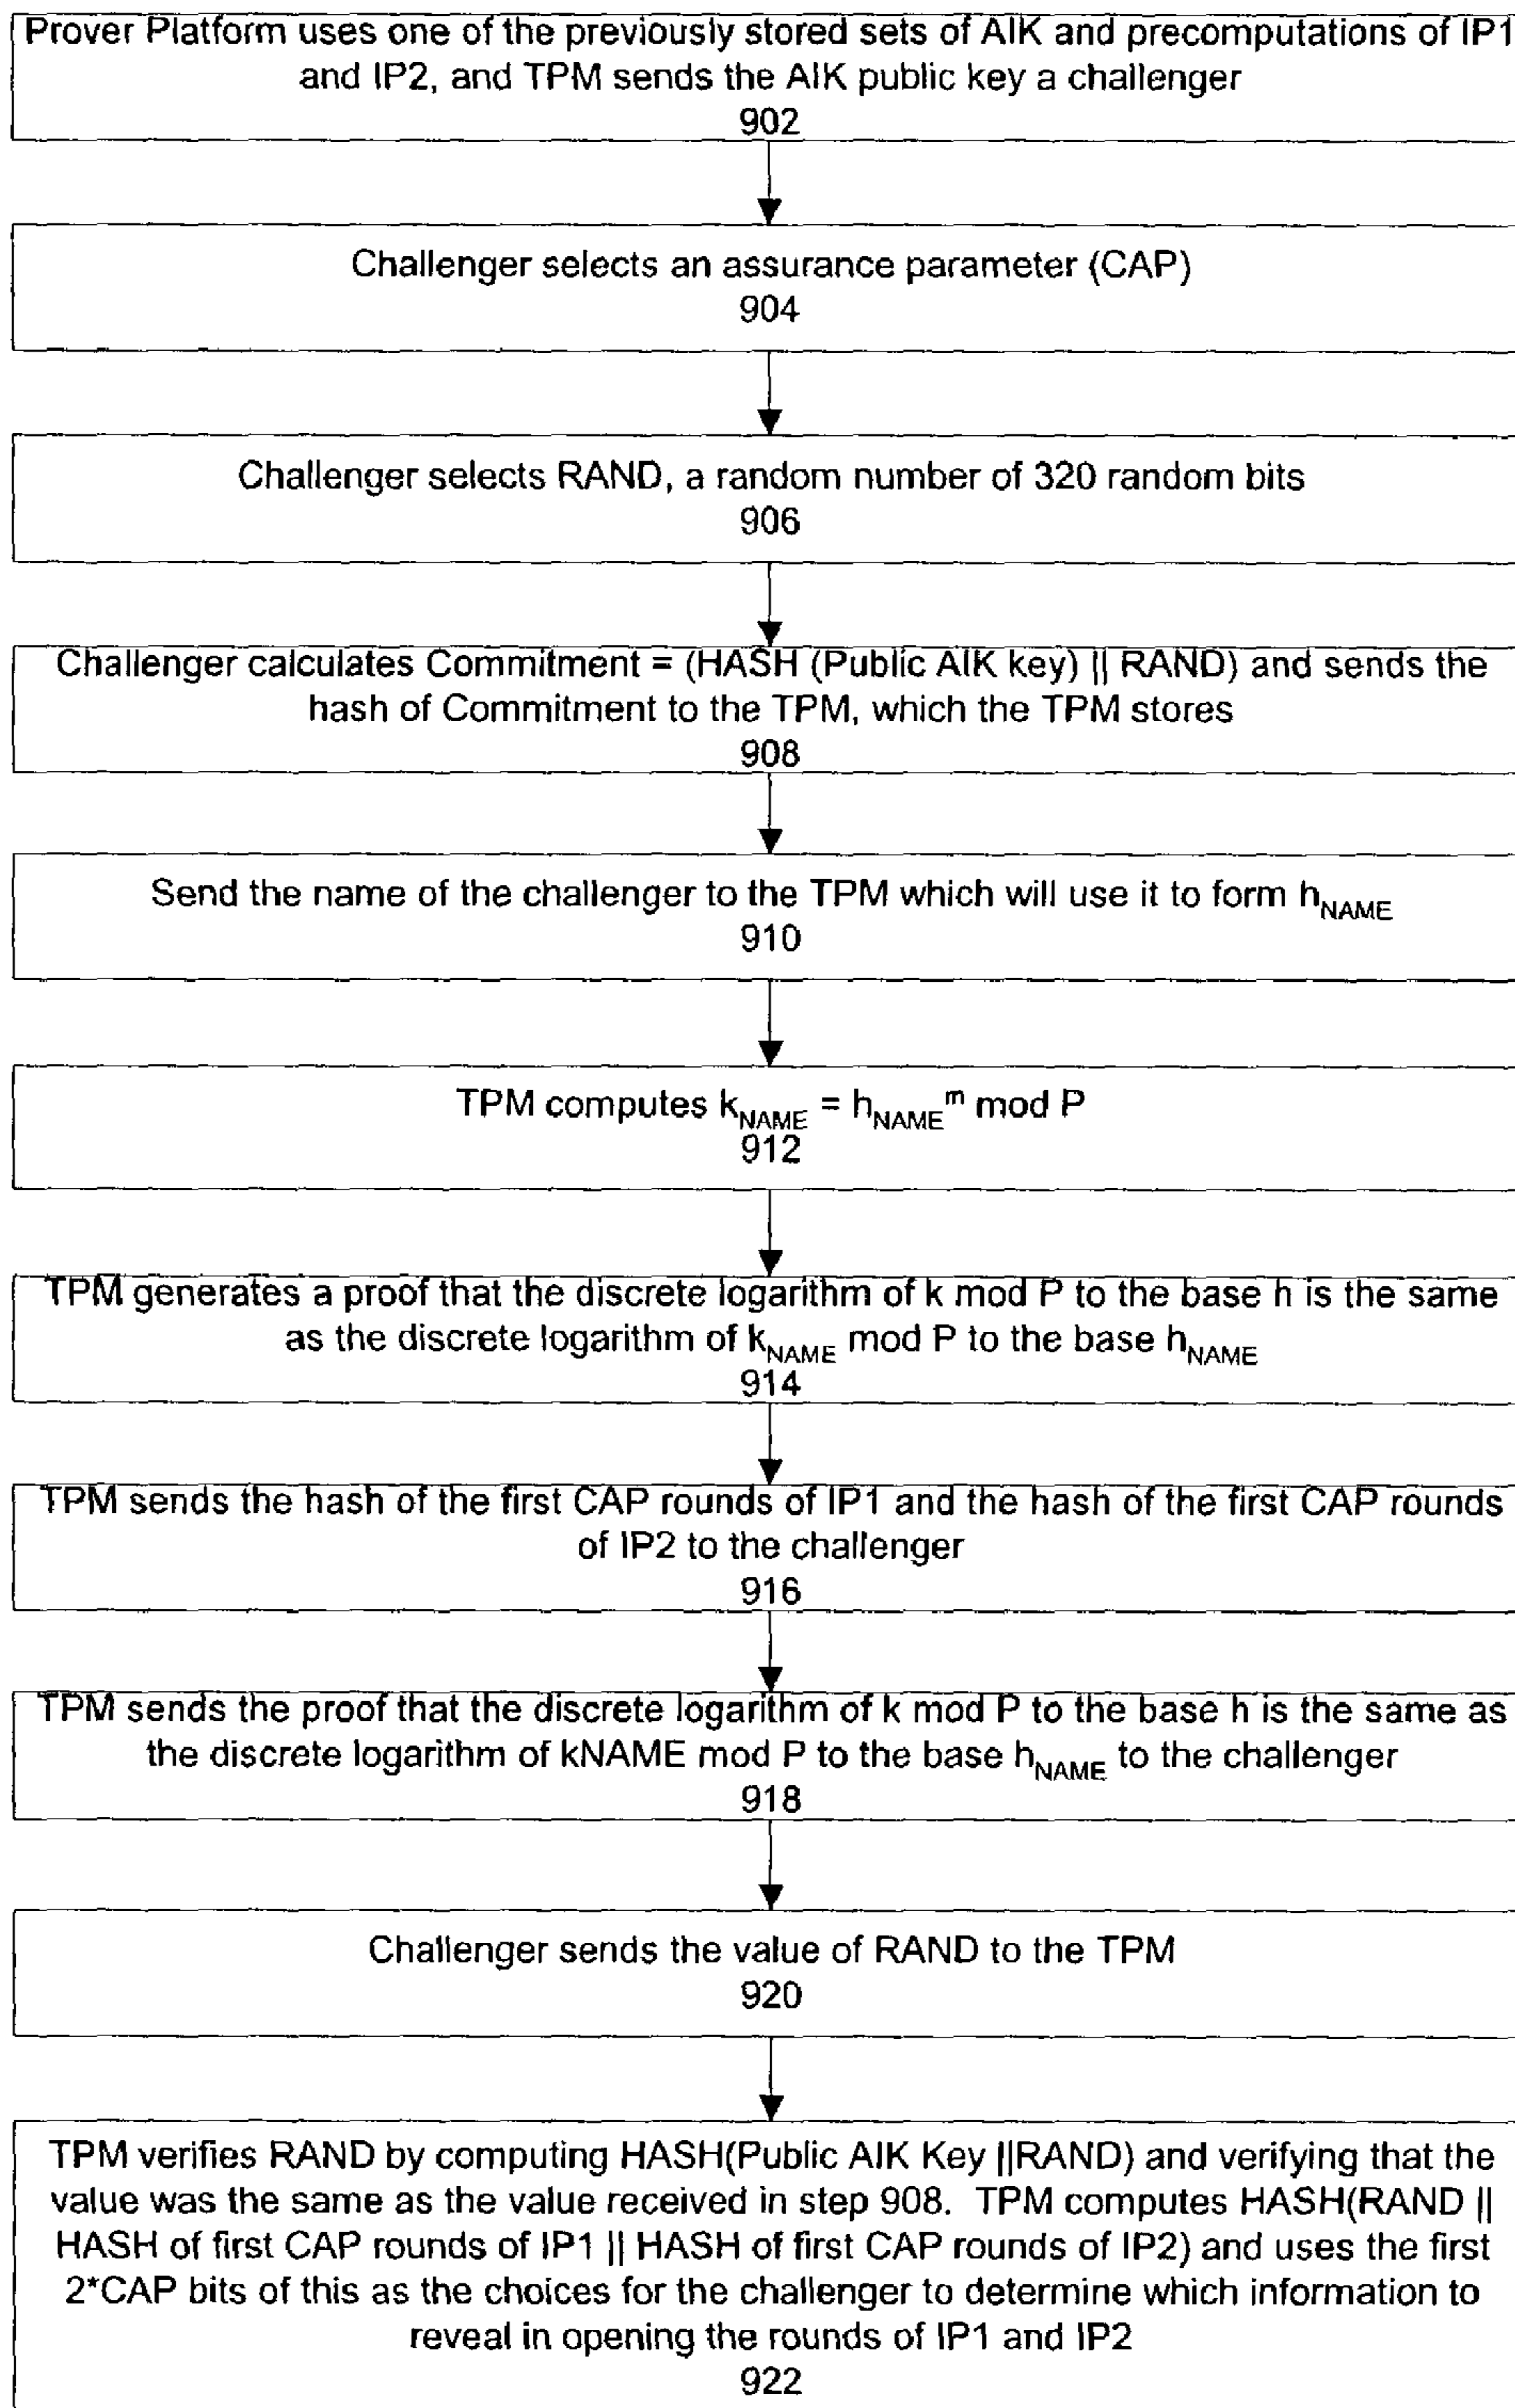 Prover Platform uses one of the previously stored sets of AIK and precomputations of IP1
and IP2, and TPM sends the AIK public key a challenger
902
Challenger selects an assurance parameter (CAP)
904
Challenger selects RAND, a random number of 320 random bits
906
Challenger calculates Commitment = (HASH (Public AIK key) || RAND) and sends the
hash of Commitment to the TPM, which the TPM stores
908
Send the name of the challenger to the TPM which will use it to form hNAME
910
TPM computes kNAME = hNAME^m mod P
912
TPM generates a proof that the discrete logarithm of k mod P to the base h is the same
as the discrete logarithm of kNAME mod P to the base hNAME
914
TPM sends the hash of the first CAP rounds of IP1 and the hash of the first CAP rounds
of IP2 to the challenger
916
TPM sends the proof that the discrete logarithm of k mod P to the base h is the same as
the discrete logarithm of kNAME mod P to the base hNAME to the challenger
918
Challenger sends the value of RAND to the TPM
920
TPM verifies RAND by computing HASH(Public AIK Key ||RAND) and verifying that the
value was the same as the value received in step 908. TPM computes HASH(RAND ||
HASH of first CAP rounds of IP1 || HASH of first CAP rounds of IP2) and uses the first
2*CAP bits of this as the choices for the challenger to determine which information to
reveal in opening the rounds of IP1 and IP2
922